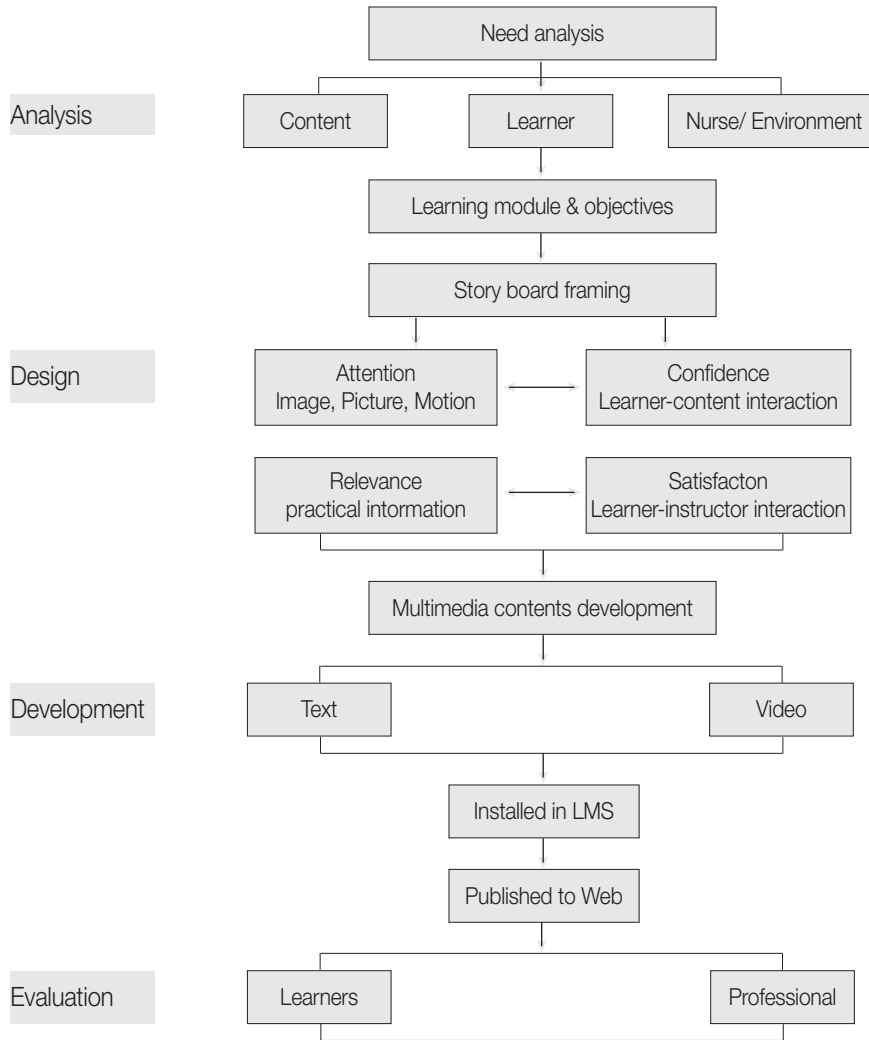 Need analysis
Analysis
Content
Learner
Nurse/ Environment
Learning module & objectives
Story board framing
Design
Attention
Image, Picture, Motion
Confidence
Learner-content interaction
Relevance
practical intormation
Satisfacton
Learner-instructor interaction
Multimedia contents development
Development
Text
Video
Installed in LMS
Published to Web
Evaluation
Learners
Professional